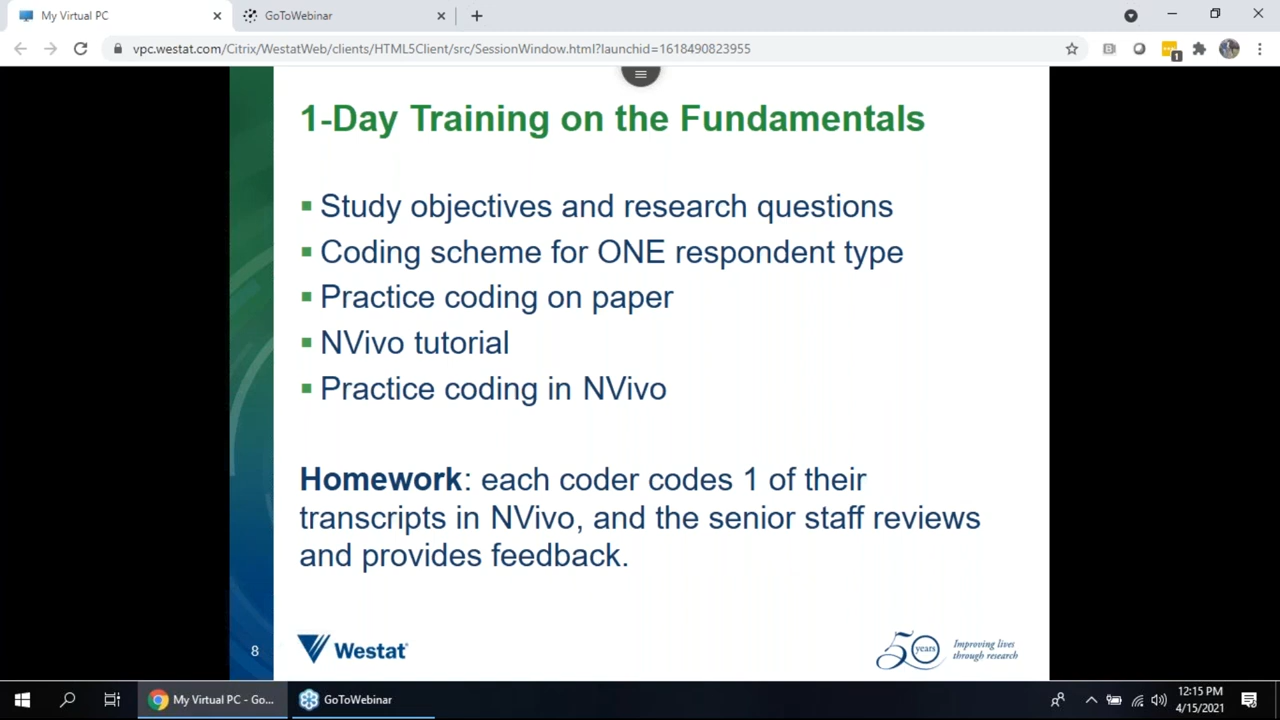 My Virtual PC
GoToWebinar
vpc.westat.com/Citrix/WestatWeb/clients/HTML5Client/src/SessionWindow.html?launchid=1618490823955
1
1-Day Training on the Fundamentals
▪ Study objectives and research questions
▪ Coding scheme for ONE respondent type
▪ Practice coding on paper
▪ NVivo tutorial
▪ Practice coding in NVivo
Homework: each coder codes 1 of their
transcripts in NVivo, and the senior staff reviews
and provides feedback.
8
Westat®
50 years
Improving lives
through research
My Virtual PC - Go...
GoToWebinar
12:15 PM
4/15/2021